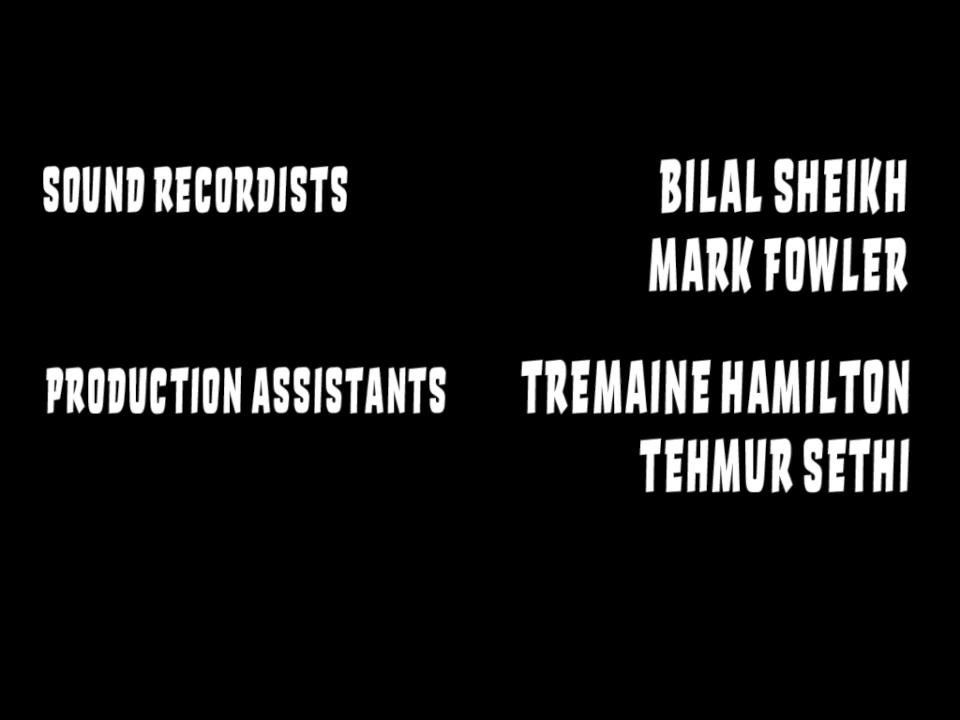 SOUND RECORDISTS BILAL SHEIKH
MARK FOWLER
PRODUCTION ASSISTANTS TREMAINE HAMILTON
TEHMUR SETHI